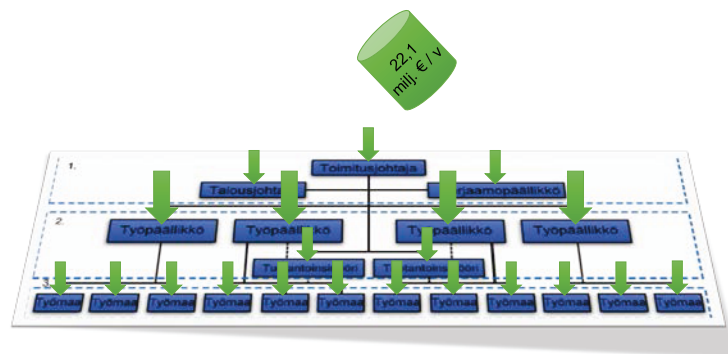 22,1
milj. € / v
1.
Toimitusjohtaja
Talousjohtaja
2.
Työpäällikkö Työpäällikkö Työpäällikkö Työpäällikkö
3.
Työmaa Työmaa Työmaa Työmaa Työmaa Työmaa Työmaa Työmaa Työmaa Työmaa Työmaa Työmaa